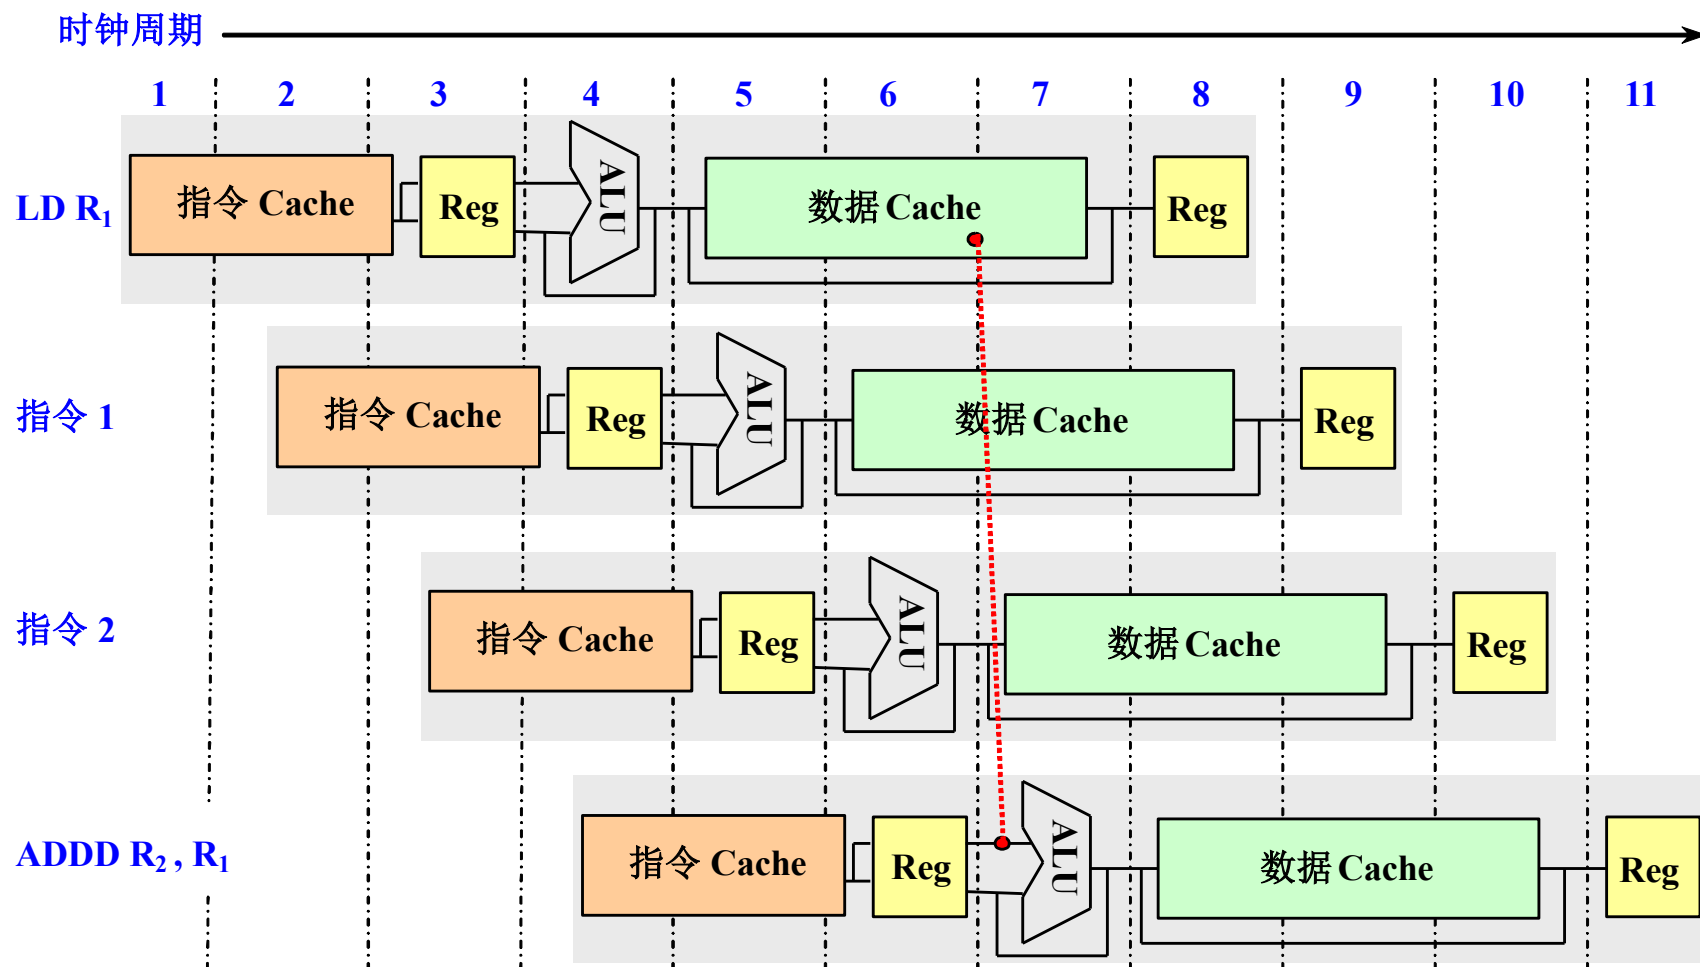 时钟周期
1 2 3 4 5 6 7 8 9 10 11
LD R₁ 指令 Cache Reg ALU 数据 Cache Reg
指令 1 指令 Cache Reg ALU 数据 Cache Reg
指令 2 指令 Cache Reg ALU 数据 Cache Reg
ADDD R₂ , R₁ 指令 Cache Reg ALU 数据 Cache Reg